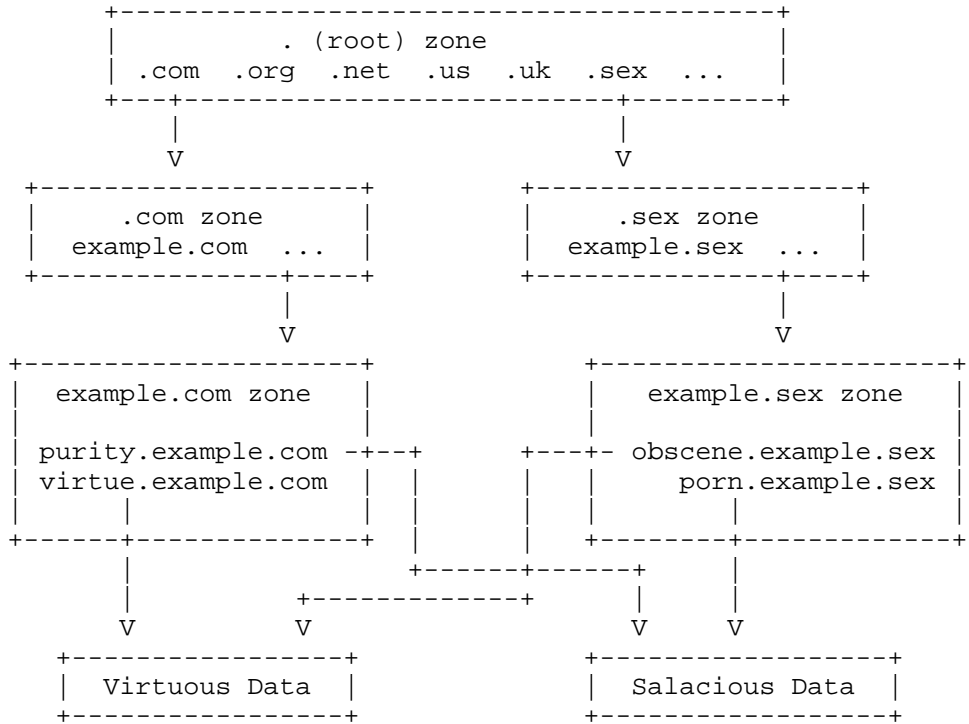 . (root) zone
.com .org .net .us .uk .sex ...
V V
.com zone .sex zone
example.com ... example.sex ...
V V
example.com zone example.sex zone
purity.example.com obscene.example.sex
virtue.example.com porn.example.sex
V V V V
Virtuous Data Salacious Data